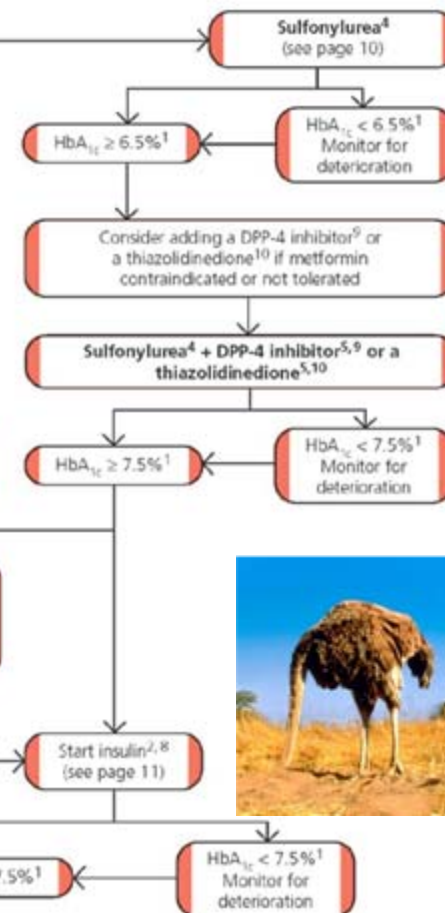 Sulfonylurea⁴
(see page 10)
HbA₁c ≥ 6.5%¹
HbA₁c < 6.5%¹
Monitor for
deterioration
Consider adding a DPP-4 inhibitor⁹ or
a thiazolidinedione¹⁰ if metformin
contraindicated or not tolerated
Sulfonylurea⁴ + DPP-4 inhibitor⁵,⁹ or a
thiazolidinedione⁵,¹⁰
HbA₁c ≥ 7.5%¹
HbA₁c < 7.5%¹
Monitor for
deterioration
Start insulin²,⁸
(see page 11)
7.5%¹
HbA₁c < 7.5%¹
Monitor for
deterioration